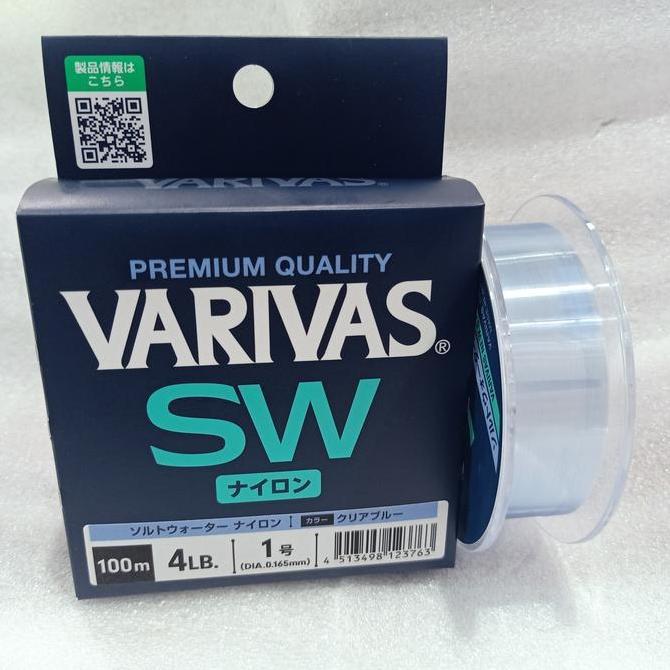 製品情報は
こちら
VARIVAS
PREMIUM QUALITY
VARIVAS®
SW
ナイロン
ソルトウォーター ナイロン カラー クリアブルー
100m 4LB. 1号
(DIA.0.165mm)
4 513498 123763